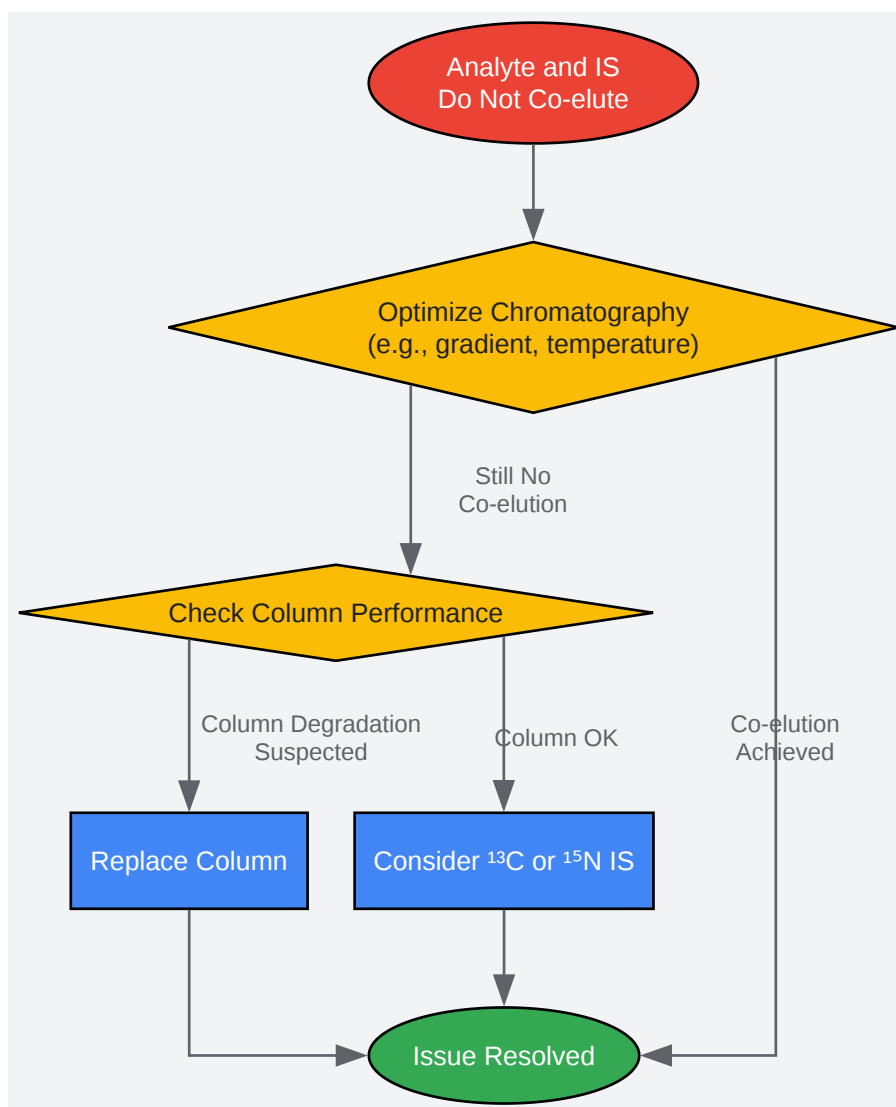 Analyte and IS
Do Not Co-elute
Optimize Chromatography
(e.g., gradient, temperature)
Still No
Co-elution
Check Column Performance
Column Degradation
Suspected
Column OK
Co-elution
Achieved
Replace Column
Consider ¹³C or ¹⁵N IS
Issue Resolved